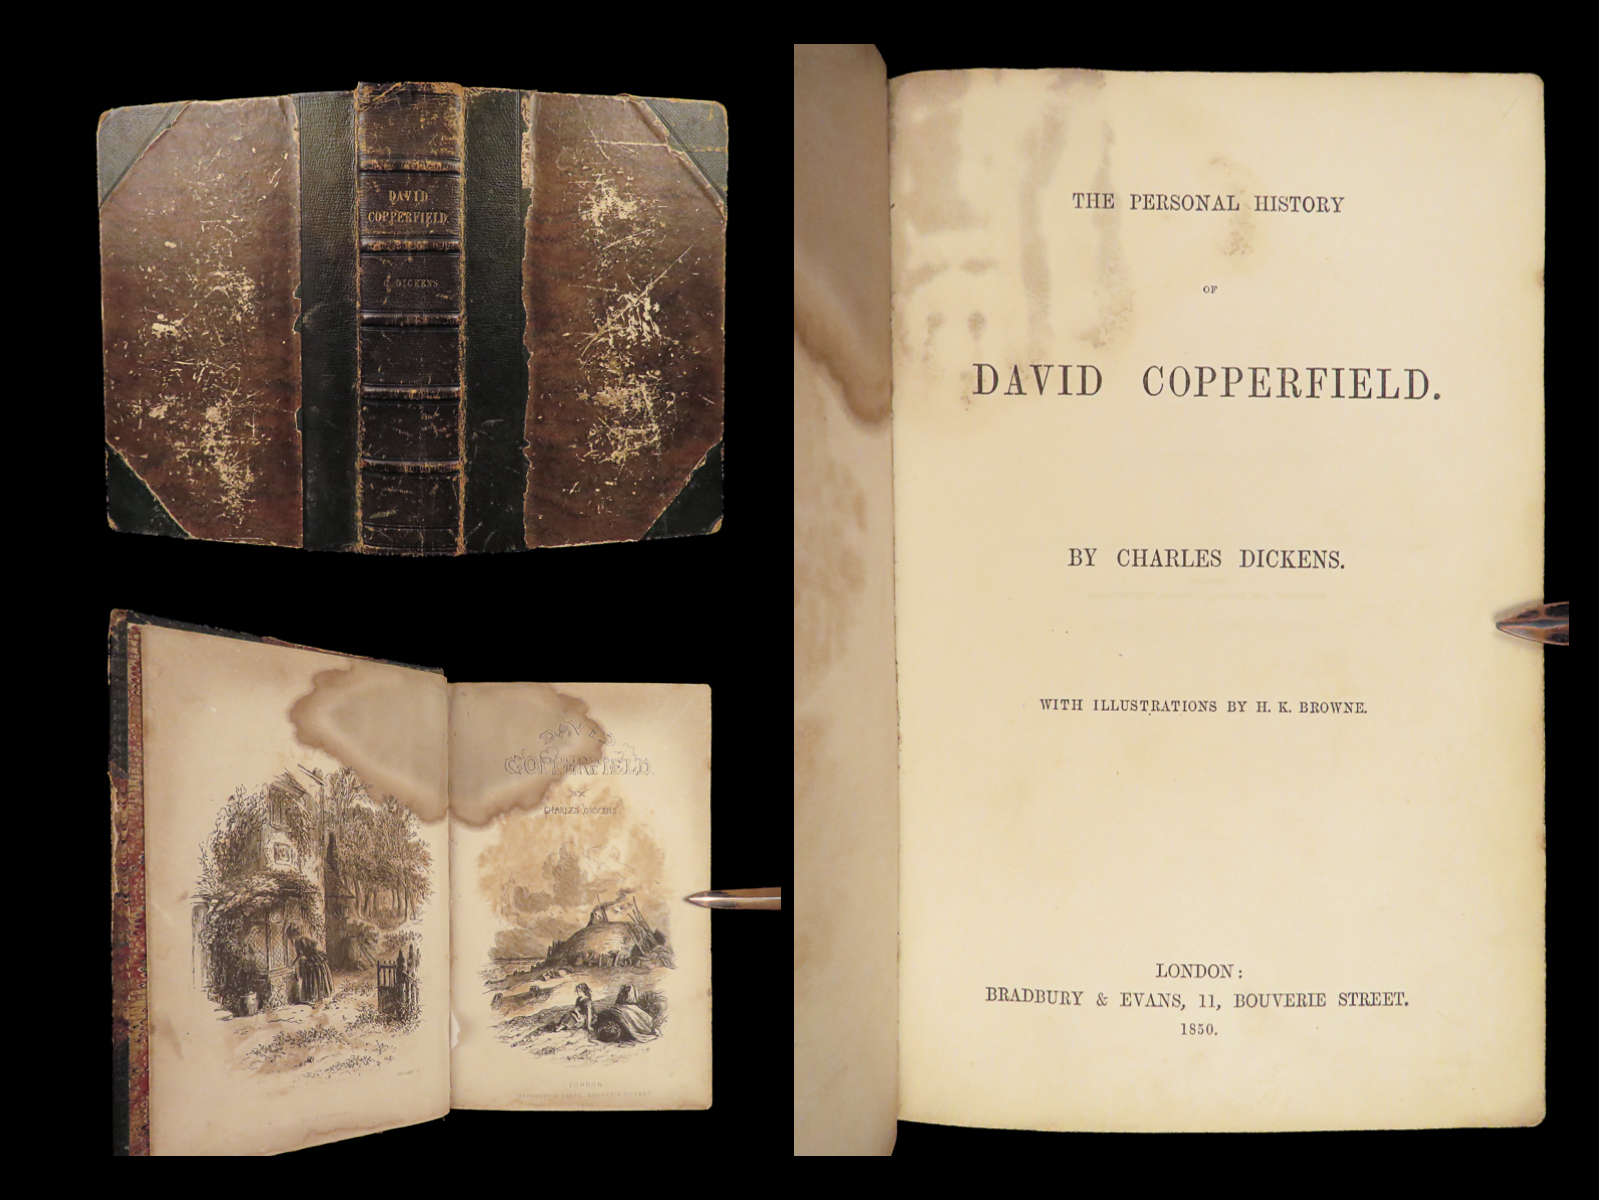 DAVID
COPPERFIELD.
C. DICKENS
DAVID
COPPERFIELD.
BY
CHARLES DICKENS
LONDON
THE PERSONAL HISTORY
OF
DAVID COPPERFIELD.
BY CHARLES DICKENS.
WITH ILLUSTRATIONS BY H. K. BROWNE.
LONDON:
BRADBURY & EVANS, 11, BOUVERIE STREET.
1850.